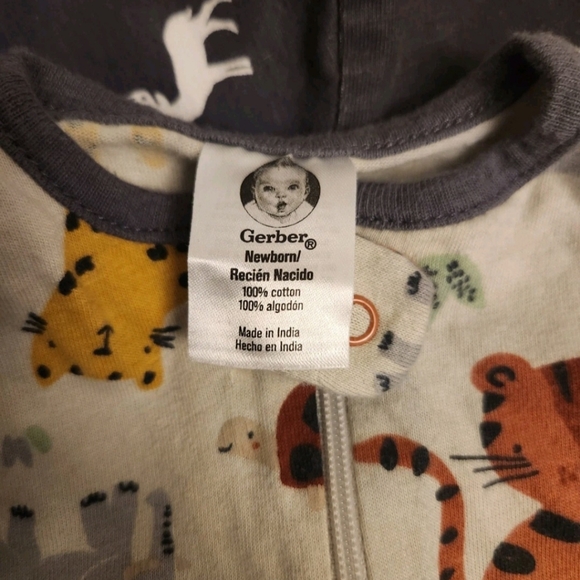 Gerber®
Newborn/
Recién Nacido
100% cotton
100% algodón
Made in India
Hecho en India